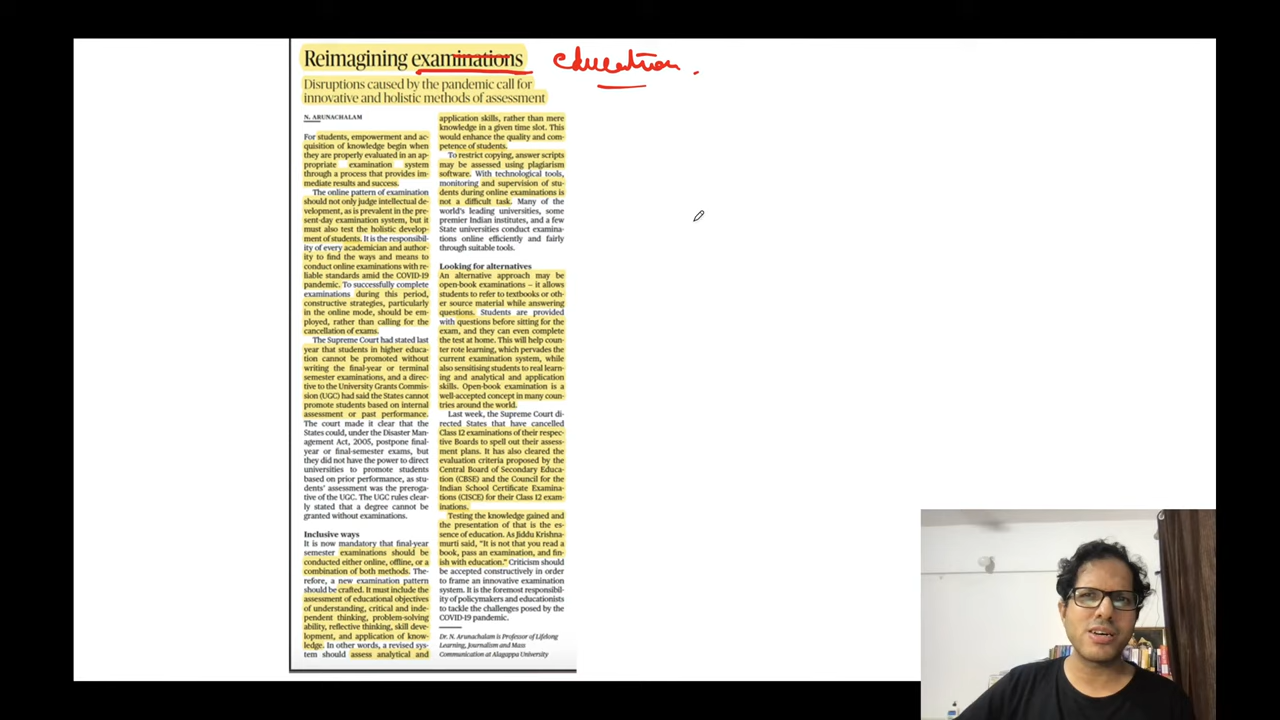 Reimagining examinations education.
Disruptions caused by the pandemic call for
innovative and holistic methods of assessment
N. ARUNACHALAM
For students, empowerment and ac-
quisition of knowledge begin when
they are properly evaluated in an ap-
propriate examination system
through a process that provides im-
mediate results and success.
The online pattern of examination
should not only judge intellectual de-
velopment, as is prevalent in the pre-
sent-day examination system, but it
must also test the holistic develop-
ment of students. It is the responsibil-
ity of every academician and author-
ity to find the ways and means to
conduct online examinations with re-
liable standards amid the COVID-19
pandemic. To successfully complete
examinations during this period,
constructive strategies, particularly
in the online mode, should be em-
ployed, rather than calling for the
cancellation of exams.
The Supreme Court had stated last
year that students in higher educa-
tion cannot be promoted without
writing the final-year or terminal
semester examinations, and a direc-
tive to the University Grants Commis-
sion (UGC) had said the States cannot
promote students based on internal
assessment or past performance.
The court made it clear that the
States could, under the Disaster Man-
agement Act, 2005, postpone final-
year or final-semester exams, but
they did not have the power to direct
universities to promote students
based on prior performance, as stu-
dents' assessment was the preroga-
tive of the UGC. The UGC rules clear-
ly stated that a degree cannot be
granted without examinations.
Inclusive ways
It is now mandatory that final-year
semester examinations should be
conducted either online, offline, or a
combination of both methods. The-
refore, a new examination pattern
should be crafted. It must include the
assessment of educational objectives
of understanding, critical and inde-
pendent thinking, problem-solving
ability, reflective thinking, skill deve-
lopment, and application of know-
ledge. In other words, a revised sys-
tem should assess analytical and
application skills, rather than mere
knowledge in a given time slot. This
would enhance the quality and com-
petence of students.
To restrict copying, answer scripts
may be assessed using plagiarism
software. With technological tools,
monitoring and supervision of stu-
dents during online examinations is
not a difficult task. Many of the
world's leading universities, some
premier Indian institutes, and a few
State universities conduct examina-
tions online efficiently and fairly
through suitable tools.
Looking for alternatives
An alternative approach may be
open-book examinations – it allows
students to refer to textbooks or oth-
er source material while answering
questions. Students are provided
with questions before sitting for the
exam, and they can even complete
the test at home. This will help coun-
ter rote learning, which pervades the
current examination system, while
also sensitising students to real learn-
ing and analytical and application
skills. Open-book examination is a
well-accepted concept in many coun-
tries around the world.
Last week, the Supreme Court di-
rected States that have cancelled
Class 12 examinations of their respec-
tive Boards to spell out their assess-
ment plans. It has also cleared the
evaluation criteria proposed by the
Central Board of Secondary Educa-
tion (CBSE) and the Council for the
Indian School Certificate Examina-
tions (CISCE) for their Class 12 exam-
inations.
Testing the knowledge gained and
the presentation of that is the es-
sence of education. As Jiddu Krishna-
murti said, "It is not that you read a
book, pass an examination, and fin-
ish with education." Criticism should
be accepted constructively in order
to frame an innovative examination
system. It is the foremost responsibil-
ity of policymakers and educationists
to tackle the challenges posed by the
COVID-19 pandemic.
Dr. N. Arunachalam is Professor of Lifelong
Learning, Journalism and Mass
Communication at Alagappa University